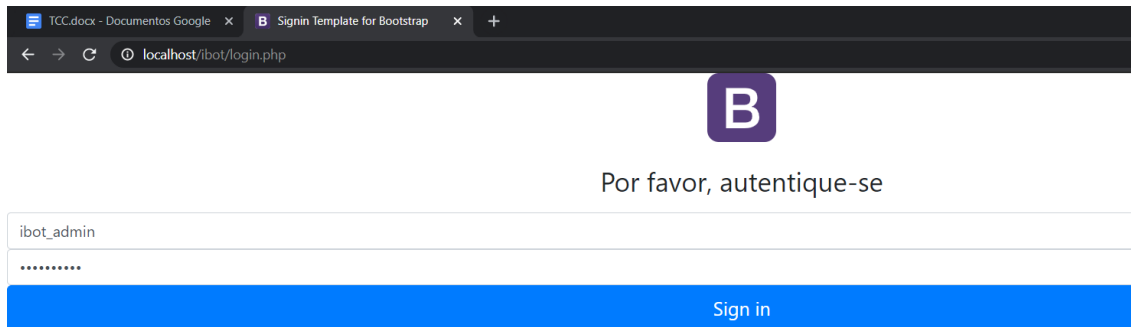 TCC.docx - Documentos Google
B Signin Template for Bootstrap
localhost/ibot/login.php
B
Por favor, autentique-se
ibot_admin
••••••••••
Sign in